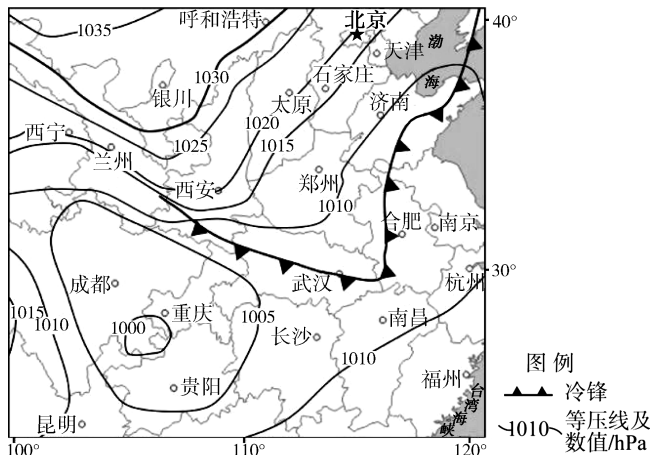 1035
呼和浩特
北京
渤
海
40°
天津
1030
石家庄
银川
太原
济南
1020
西宁
1025
1015
兰州
西安
郑州
1010
合肥
南京
武汉
30°
杭州
成都
1015
1010
1000
重庆
1005
长沙
南昌
1010
贵阳
福州
台
湾
海
峡
昆明
100°
110°
120°
图例
冷锋
1010
等压线及
数值/hPa